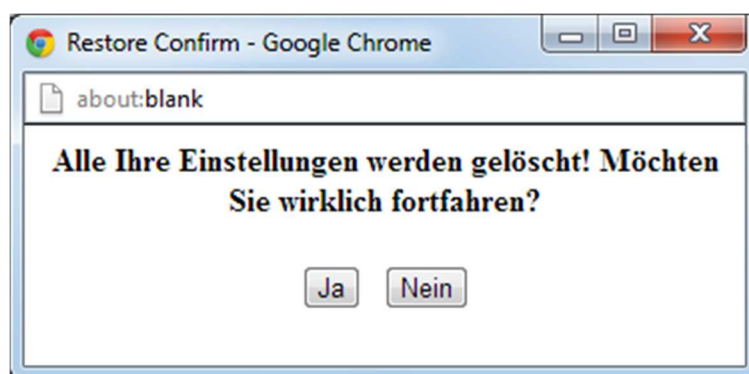 Restore Confirm - Google Chrome
about:blank
Alle Ihre Einstellungen werden gelöscht! Möchten
Sie wirklich fortfahren?
Ja Nein